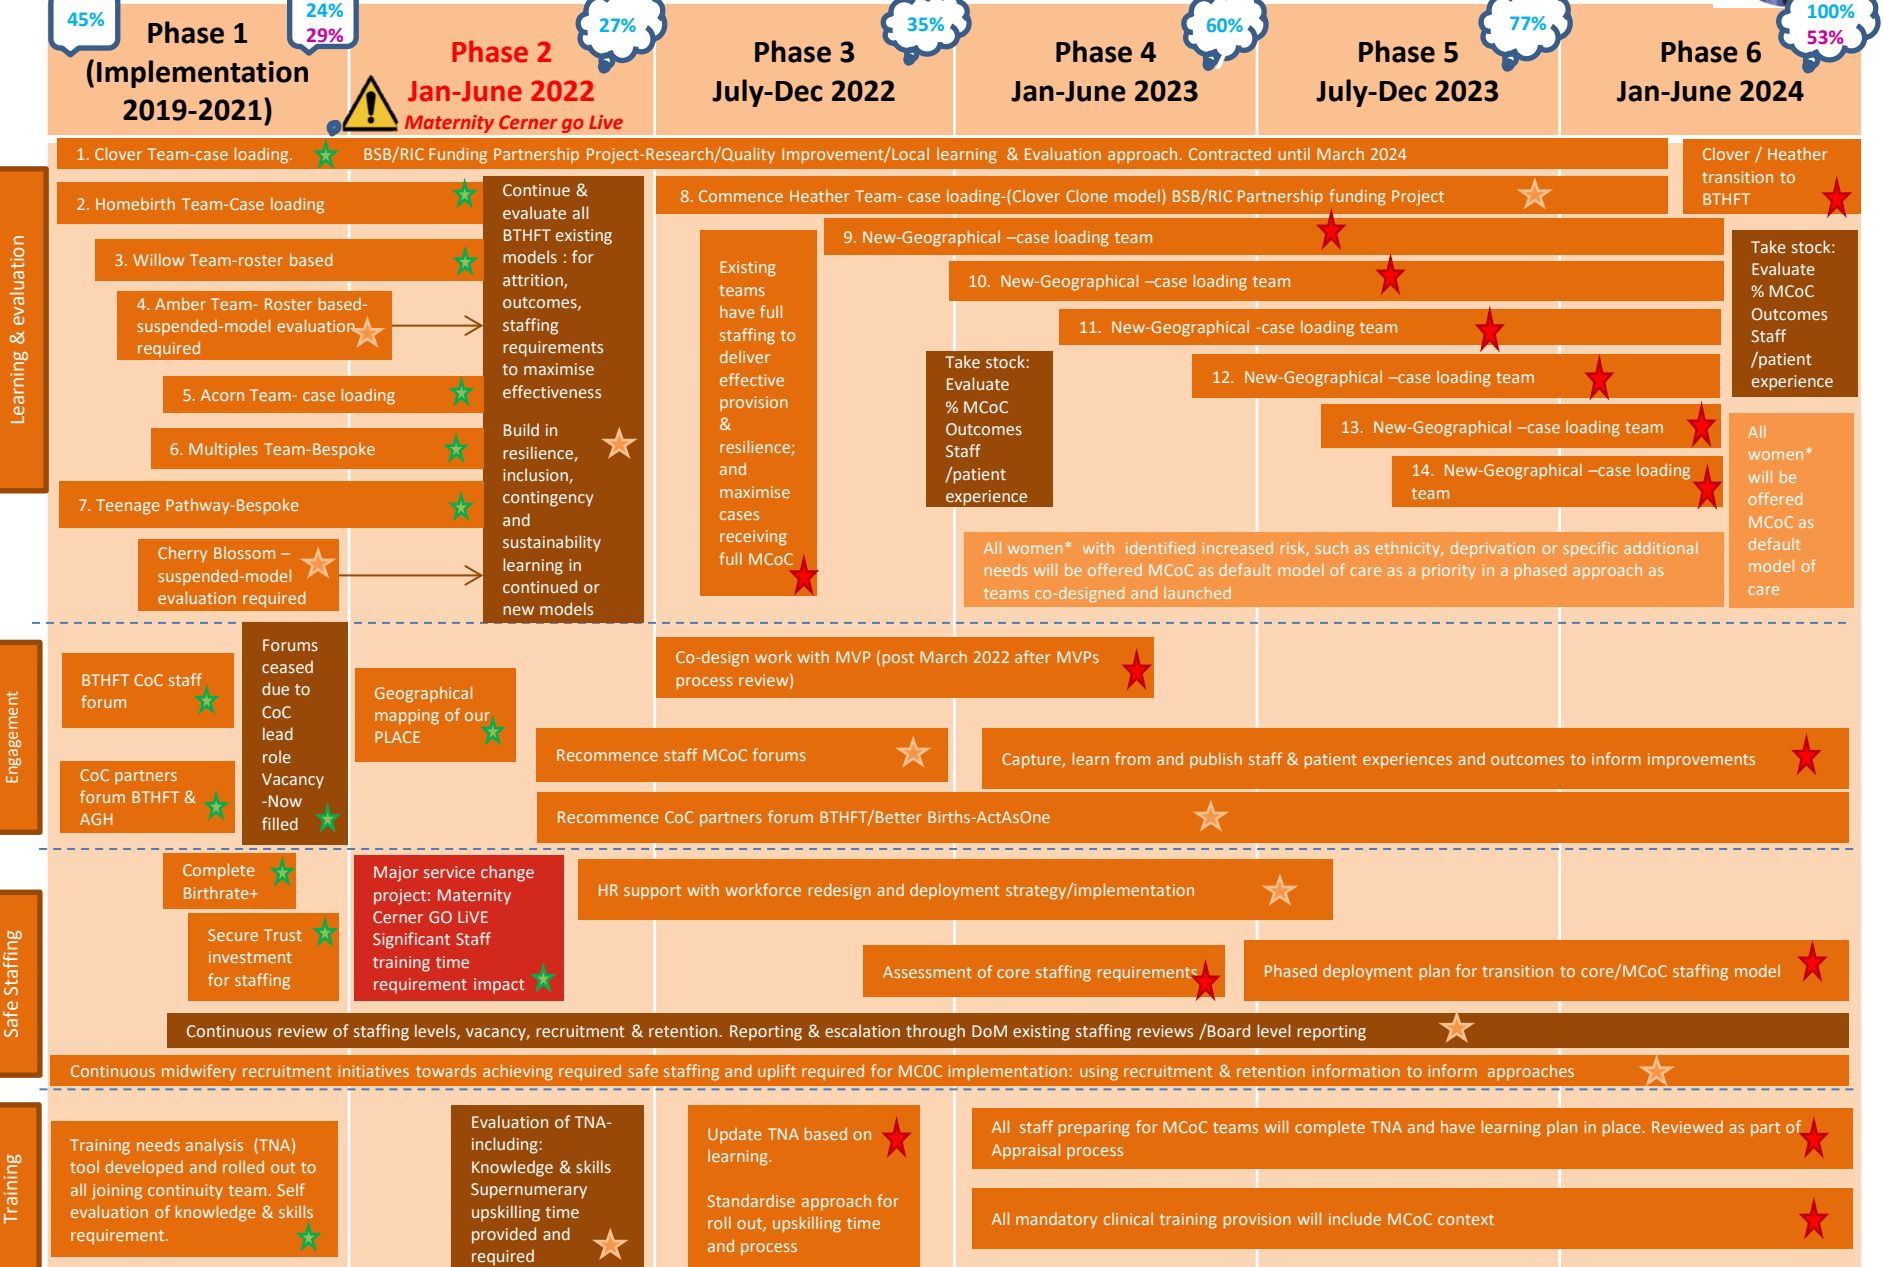 45%
24%
29%
27%
35%
60%
77%
100%
53%
Phase 1
(Implementation
2019-2021)
Phase 2
Jan-June 2022
Maternity Cerner go Live
Phase 3
July-Dec 2022
Phase 4
Jan-June 2023
Phase 5
July-Dec 2023
Phase 6
Jan-June 2024
Learning & evaluation
1. Clover Team-case loading.
BSB/RIC Funding Partnership Project-Research/Quality Improvement/Local learning & Evaluation approach. Contracted until March 2024
Clover / Heather
transition to
BTHFT
2. Homebirth Team-Case loading
3. Willow Team-roster based
4. Amber Team- Roster based-
suspended-model evaluation
required
5. Acorn Team- case loading
6. Multiples Team-Bespoke
7. Teenage Pathway-Bespoke
Cherry Blossom –
suspended-model
evaluation required
Continue &
evaluate all
BTHFT existing
models : for
attrition,
outcomes,
staffing
requirements
to maximise
effectiveness
Build in
resilience,
inclusion,
contingency
and
sustainability
learning in
continued or
new models
8. Commence Heather Team- case loading-(Clover Clone model) BSB/RIC Partnership funding Project
Existing
teams
have full
staffing to
deliver
effective
provision
&
resilience;
and
maximise
cases
receiving
full MCoC
9. New-Geographical –case loading team
10. New-Geographical –case loading team
11. New-Geographical -case loading team
12. New-Geographical –case loading team
13. New-Geographical –case loading team
14. New-Geographical –case loading
team
Take stock:
Evaluate
% MCoC
Outcomes
Staff
/patient
experience
Take stock:
Evaluate
% MCoC
Outcomes
Staff
/patient
experience
All women* with identified increased risk, such as ethnicity, deprivation or specific additional
needs will be offered MCoC as default model of care as a priority in a phased approach as
teams co-designed and launched
All
women*
will be
offered
MCoC as
default
model of
care
Engagement
BTHFT CoC staff
forum
CoC partners
forum BTHFT &
AGH
Forums
ceased
due to
CoC
lead
role
Vacancy
-Now
filled
Geographical
mapping of our
PLACE
Co-design work with MVP (post March 2022 after MVPs
process review)
Recommence staff MCoC forums
Capture, learn from and publish staff & patient experiences and outcomes to inform improvements
Recommence CoC partners forum BTHFT/Better Births-ActAsOne
Safe Staffing
Complete
Birthrate+
Secure Trust
investment
for staffing
Major service change
project: Maternity
Cerner GO LiVE
Significant Staff
training time
requirement impact
HR support with workforce redesign and deployment strategy/implementation
Assessment of core staffing requirements
Phased deployment plan for transition to core/MCoC staffing model
Continuous review of staffing levels, vacancy, recruitment & retention. Reporting & escalation through DoM existing staffing reviews /Board level reporting
Continuous midwifery recruitment initiatives towards achieving required safe staffing and uplift required for MC0C implementation: using recruitment & retention information to inform approaches
Training
Training needs analysis (TNA)
tool developed and rolled out to
all joining continuity team. Self
evaluation of knowledge & skills
requirement.
Evaluation of TNA-
including:
Knowledge & skills
Supernumerary
upskilling time
provided and
required
Update TNA based on
learning.
Standardise approach for
roll out, upskilling time
and process
All staff preparing for MCoC teams will complete TNA and have learning plan in place. Reviewed as part of
Appraisal process
All mandatory clinical training provision will include MCoC context